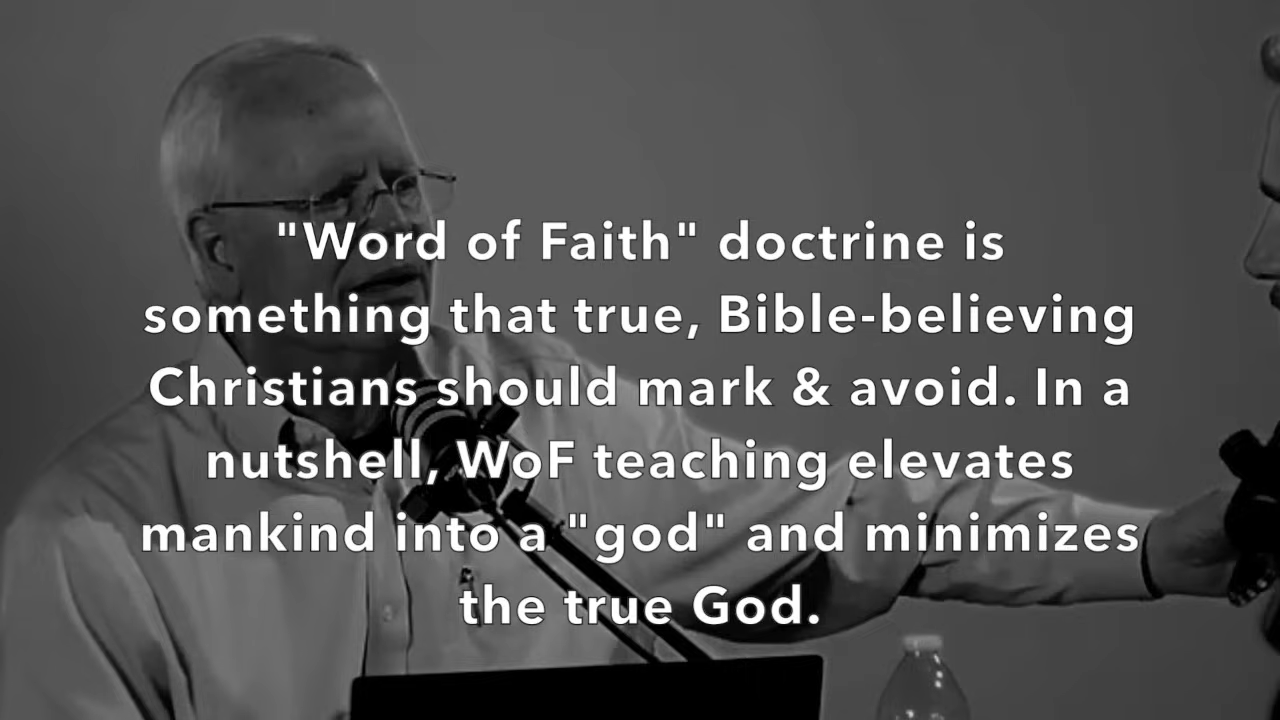 "Word of Faith" doctrine is
something that true, Bible-believing
Christians should mark & avoid. In a
nutshell, WoF teaching elevates
mankind into a "god" and minimizes
the true God.